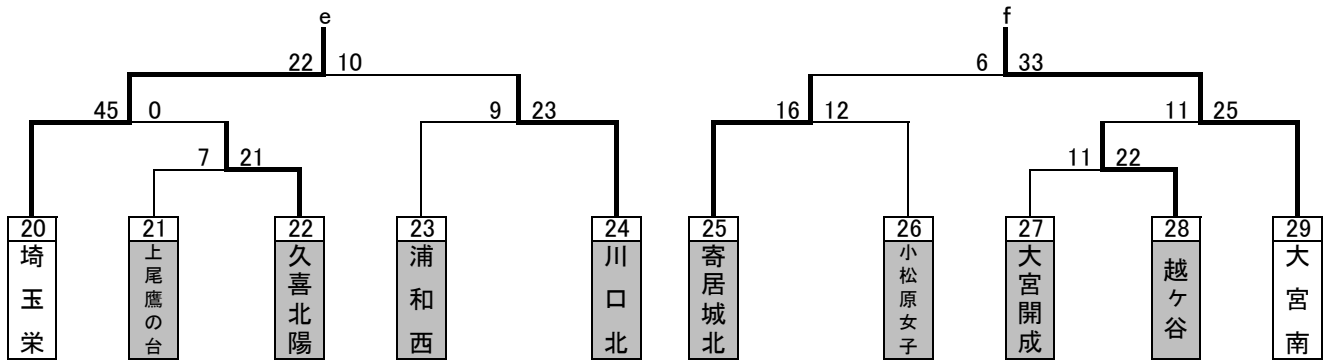 e f
22 10 6 33
45 0 9 23 16 12 11 25
7 21 11 22
20 21 22 23 24 25 26 27 28 29
埼玉栄
上尾鷹の台
久喜北陽
浦和西
川口北
寄居城北
小松原女子
大宮開成
越ヶ谷
大宮南